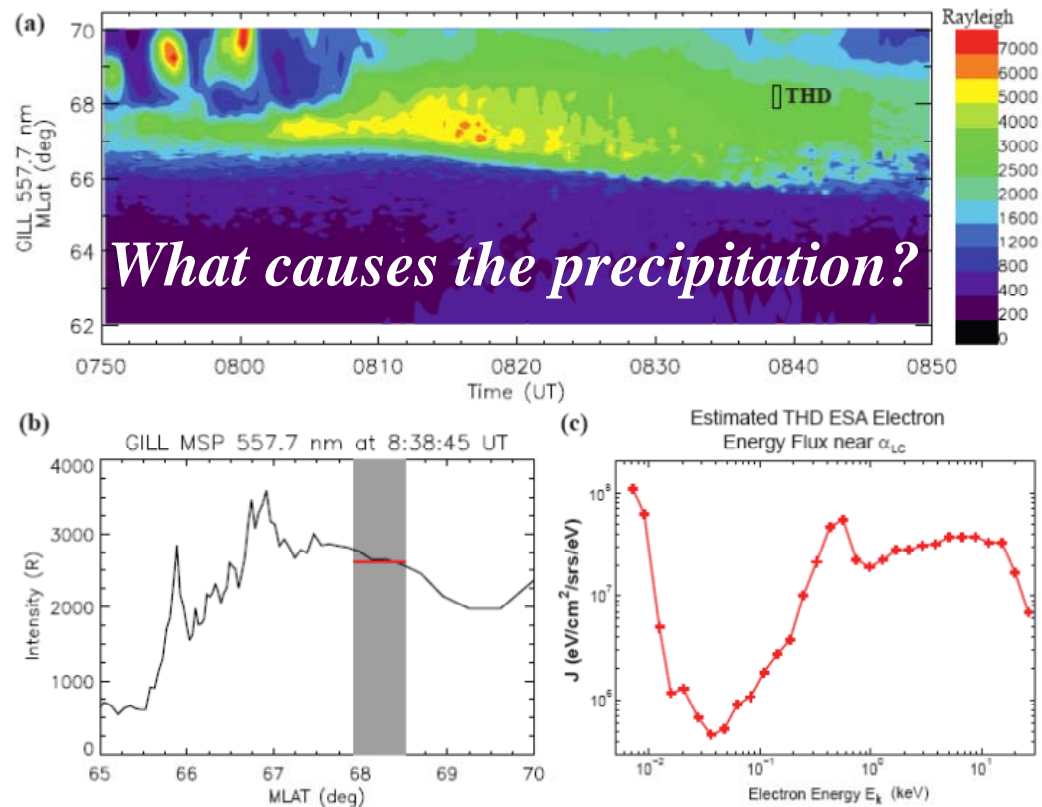 (a)
Rayleigh
GILL 557.7 nm
MLat (deg)
70
68
66
64
62
THD
What causes the precipitation?
7000
6000
5000
4000
3000
2500
2000
1600
1200
800
400
200
0
0750 0800 0810 0820 0830 0840 0850
Time (UT)
(b)
GILL MSP 557.7 nm at 8:38:45 UT
Intensity (R)
4000
3000
2000
1000
0
65 66 67 68 69 70
MLAT (deg)
(c)
Estimated THD ESA Electron
Energy Flux near αLC
J (eV/cm²/srs/eV)
10⁸
10⁷
10⁶
10⁻² 10⁻¹ 10⁰ 10¹
Electron Energy Eₖ (keV)